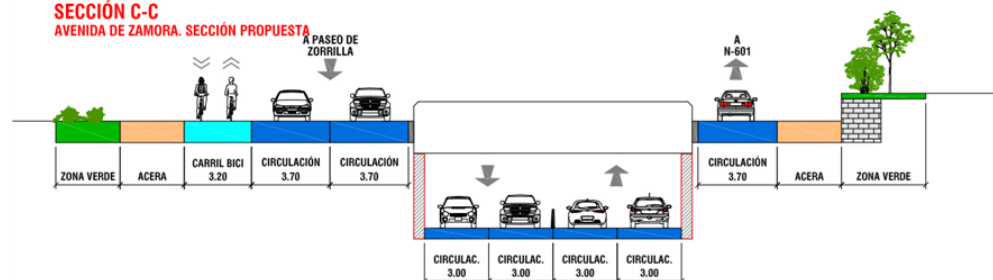 SECCIÓN C-C
AVENIDA DE ZAMORA. SECCIÓN PROPUESTA
A PASEO DE
ZORRILLA
A
N-601
ZONA VERDE
ACERA
CARRIL BICI
3.20
CIRCULACIÓN
3.70
CIRCULACIÓN
3.70
CIRCULACIÓN
3.70
ACERA
ZONA VERDE
CIRCULAC.
3.00
CIRCULAC.
3.00
CIRCULAC.
3.00
CIRCULAC.
3.00